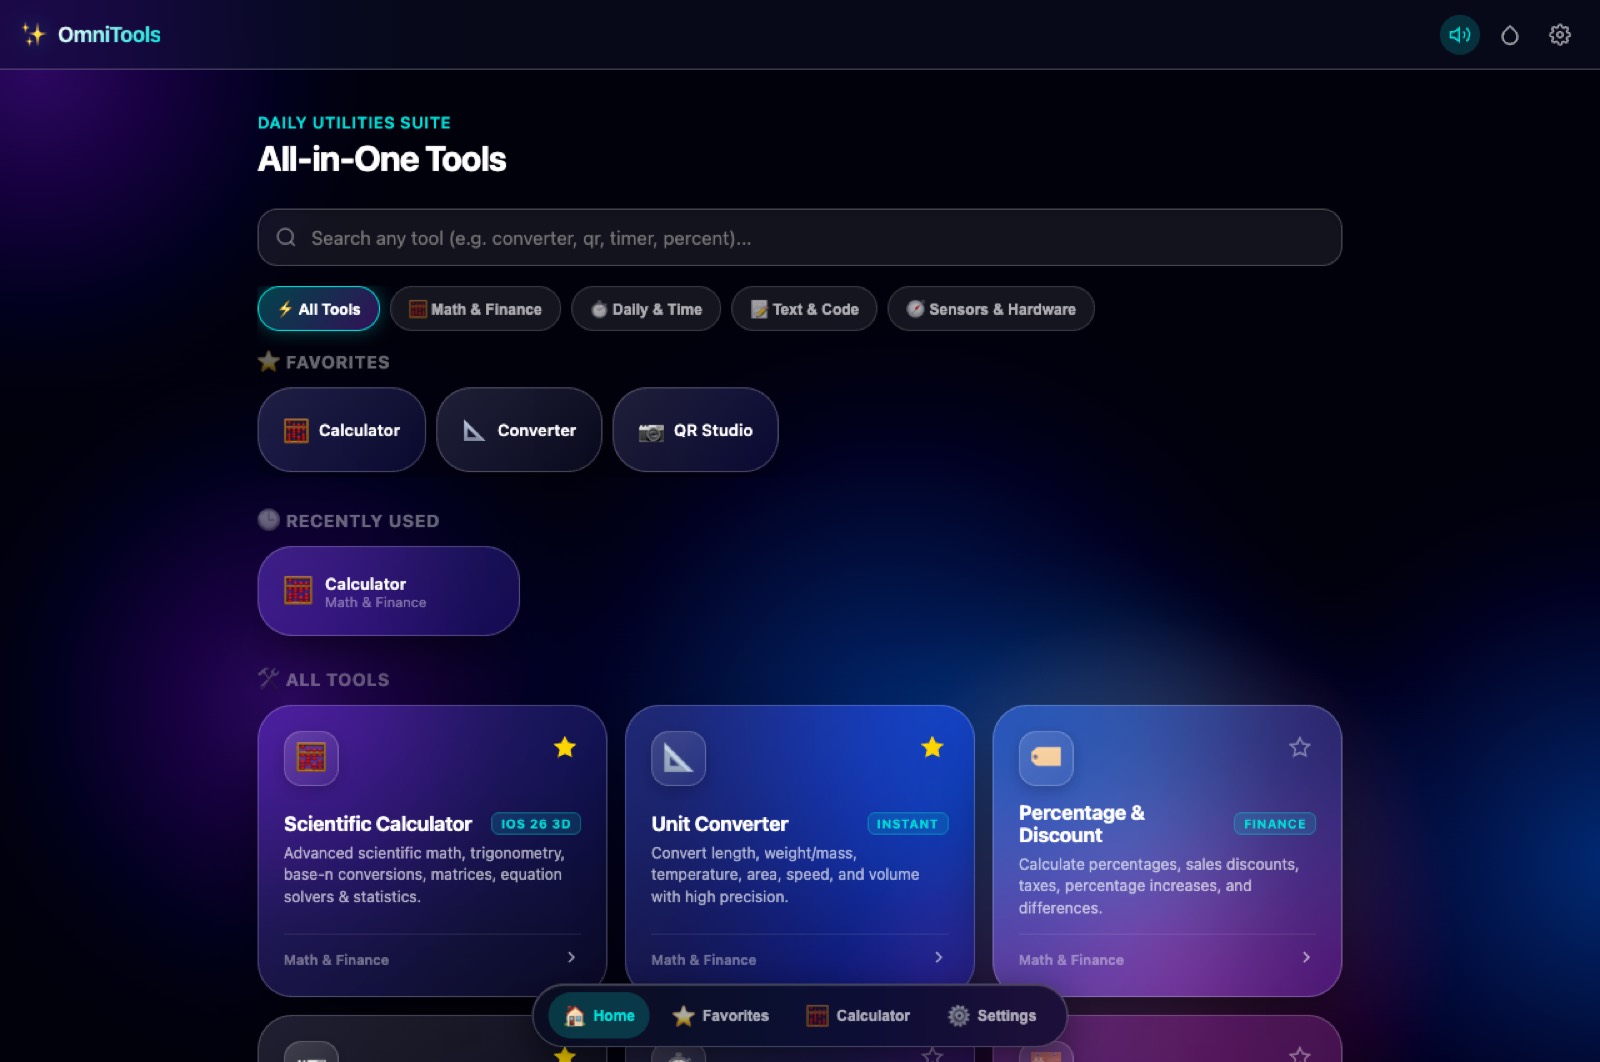 OmniTools
DAILY UTILITIES SUITE
All-in-One Tools
Search any tool (e.g. converter, qr, timer, percent)...
All Tools
Math & Finance
Daily & Time
Text & Code
Sensors & Hardware
FAVORITES
Calculator
Converter
QR Studio
RECENTLY USED
Calculator
Math & Finance
ALL TOOLS
Scientific Calculator
IOS 26 3D
Advanced scientific math, trigonometry,
base-n conversions, matrices, equation
solvers & statistics.
Math & Finance
Unit Converter
INSTANT
Convert length, weight/mass,
temperature, area, speed, and volume
with high precision.
Math & Finance
Percentage &
Discount
FINANCE
Calculate percentages, sales discounts,
taxes, percentage increases, and
differences.
Math & Finance
Home
Favorites
Calculator
Settings